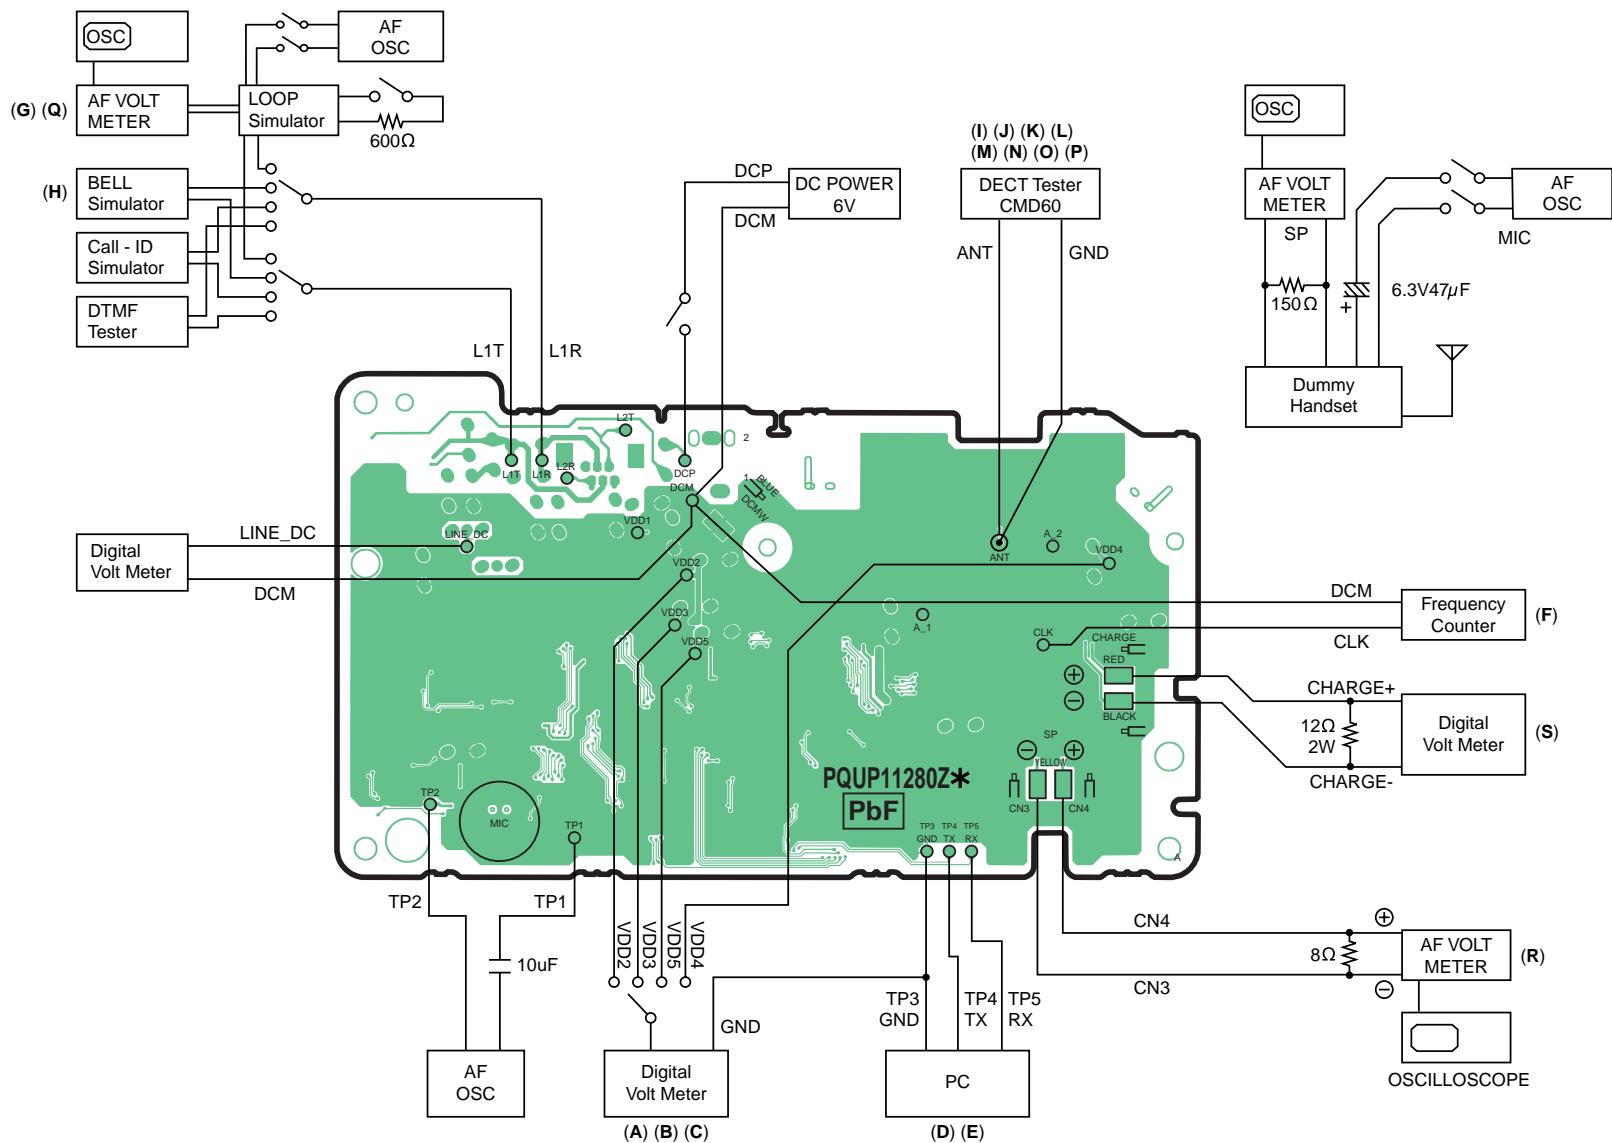 OSC
AF
OSC
(G) (Q)
AF VOLT
METER
LOOP
Simulator
600Ω
(H)
BELL
Simulator
Call - ID
Simulator
DTMF
Tester
L1T
L1R
DCP
DCM
DC POWER
6V
(I) (J) (K) (L)
(M) (N) (O) (P)
DECT Tester
CMD60
ANT
GND
OSC
AF VOLT
METER
SP
AF
OSC
MIC
150Ω
+
6.3V47µF
Dummy
Handset
L2T
L1T
L1R
L2R
DCP
DCM
2
1
BLUE
DCMW
VDD1
LINE_DC
Digital
Volt Meter
LINE_DC
DCM
VDD2
VDD3
VDD5
ANT
A_2
VDD4
A_1
CLK
CHARGE
RED
BLACK
DCM
CLK
Frequency
Counter
(F)
CHARGE+
12Ω
2W
CHARGE-
Digital
Volt Meter
(S)
SP
YELLOW
CN3
CN4
PQUP11280Z*
PbF
TP2
MIC
TP1
TP3
GND
TP4
TX
TP5
RX
A
TP2
TP1
10uF
VDD2
VDD3
VDD5
VDD4
GND
TP3
GND
TP4
TX
TP5
RX
CN4
8Ω
CN3
AF VOLT
METER
(R)
OSCILLOSCOPE
AF
OSC
Digital
Volt Meter
PC
(A) (B) (C)
(D) (E)